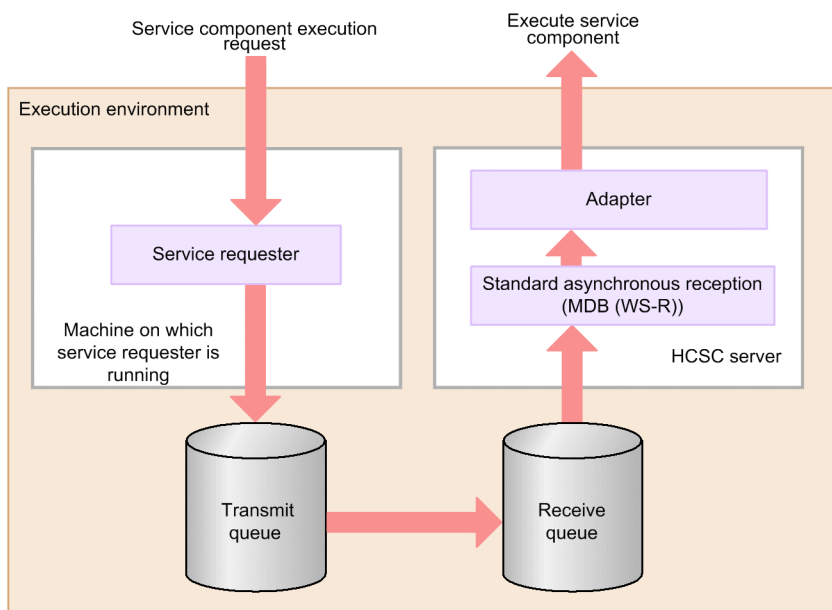 Service component execution
request
Execute service
component
Execution environment
Service requester
Machine on which
service requester is
running
Adapter
Standard asynchronous reception
(MDB (WS-R))
HCSC server
Transmit
queue
Receive
queue